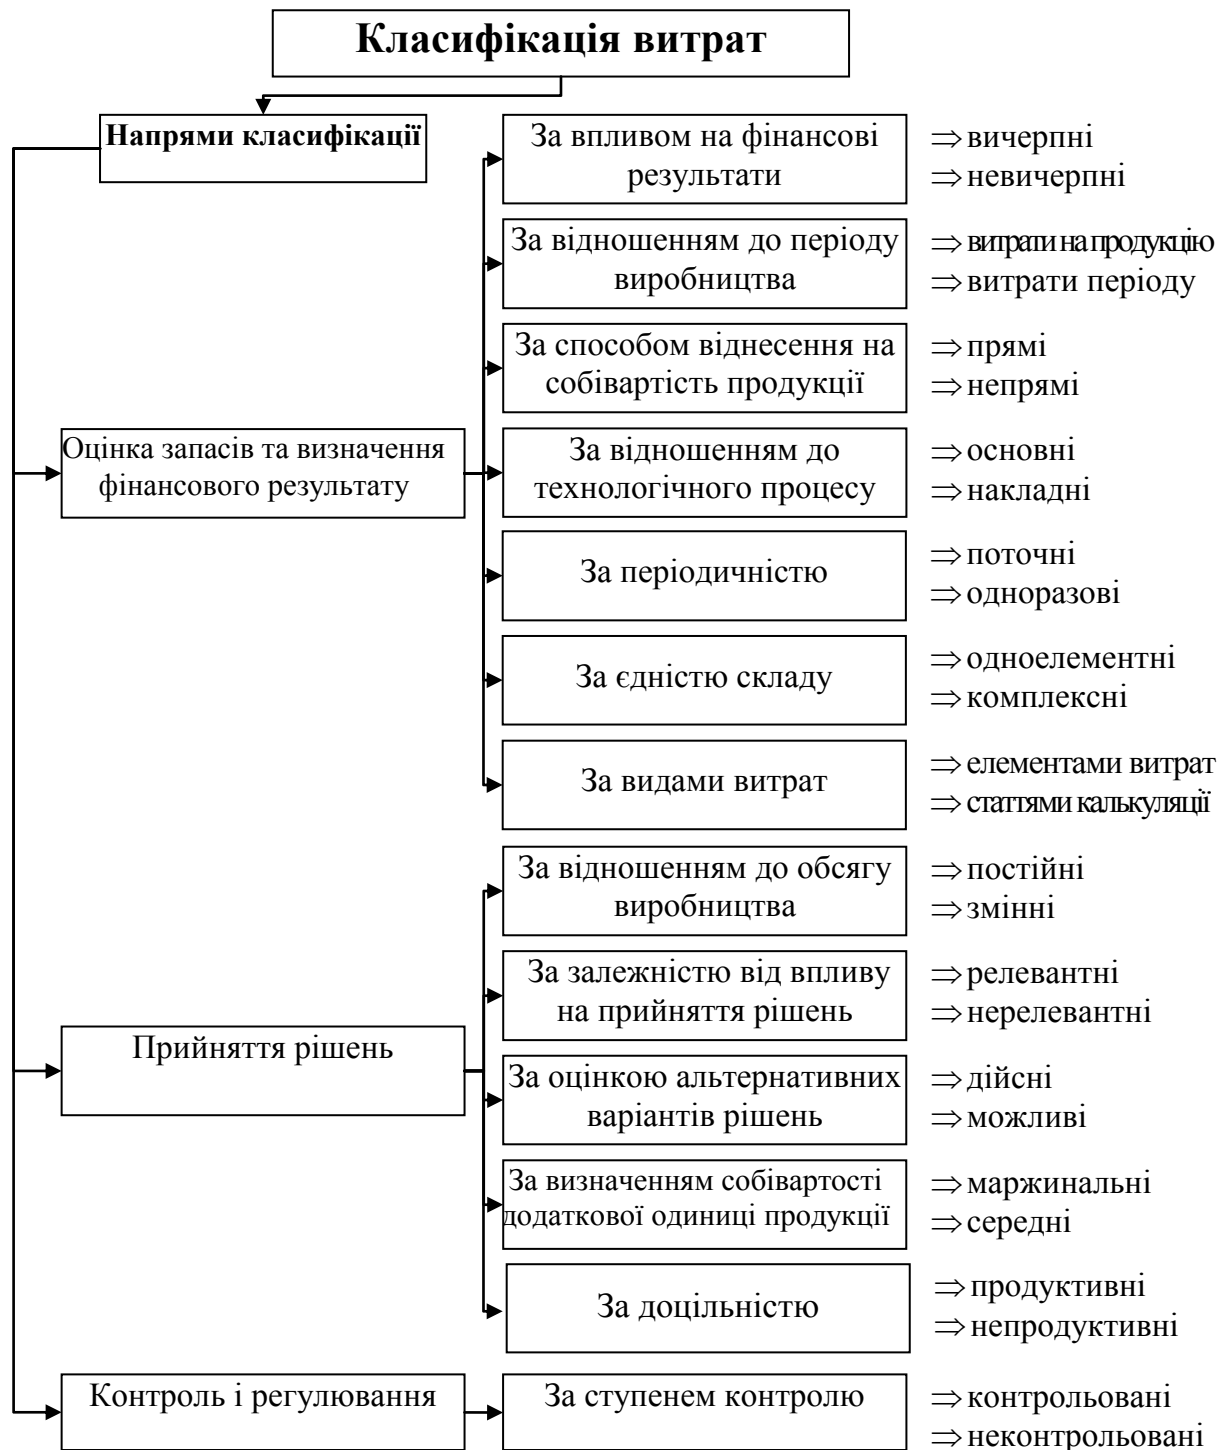 Класифікація витрат
Напрями класифікації
За впливом на фінансові
результати
⇒ вичерпні
⇒ невичерпні
За відношенням до періоду
виробництва
⇒ витрати на продукцію
⇒ витрати періоду
За способом віднесення на
собівартість продукції
⇒ прямі
⇒ непрямі
Оцінка запасів та визначення
фінансового результату
За відношенням до
технологічного процесу
⇒ основні
⇒ накладні
За періодичністю
⇒ поточні
⇒ одноразові
За єдністю складу
⇒ одноелементні
⇒ комплексні
За видами витрат
⇒ елементами витрат
⇒ статтями калькуляції
За відношенням до обсягу
виробництва
⇒ постійні
⇒ змінні
За залежністю від впливу
на прийняття рішень
⇒ релевантні
⇒ нерелевантні
Прийняття рішень
За оцінкою альтернативних
варіантів рішень
⇒ дійсні
⇒ можливі
За визначенням собівартості
додаткової одиниці продукції
⇒ маржинальні
⇒ середні
За доцільністю
⇒ продуктивні
⇒ непродуктивні
Контроль і регулювання
За ступенем контролю
⇒ контрольовані
⇒ неконтрольовані